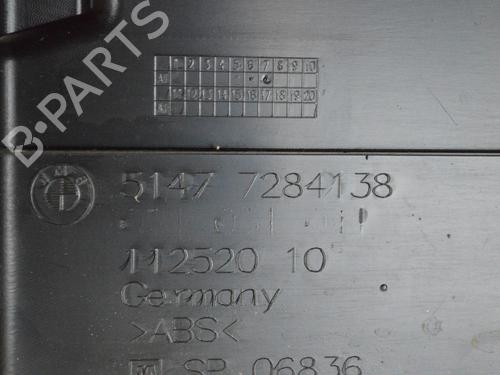 B-PARTS
1 2 3 4 5 6 7 8 9 10
A
11 12 13 14 15 16 17 18 19 20
BMW
5147 7284138
112520 10
Germany
>ABS<
SP 06836